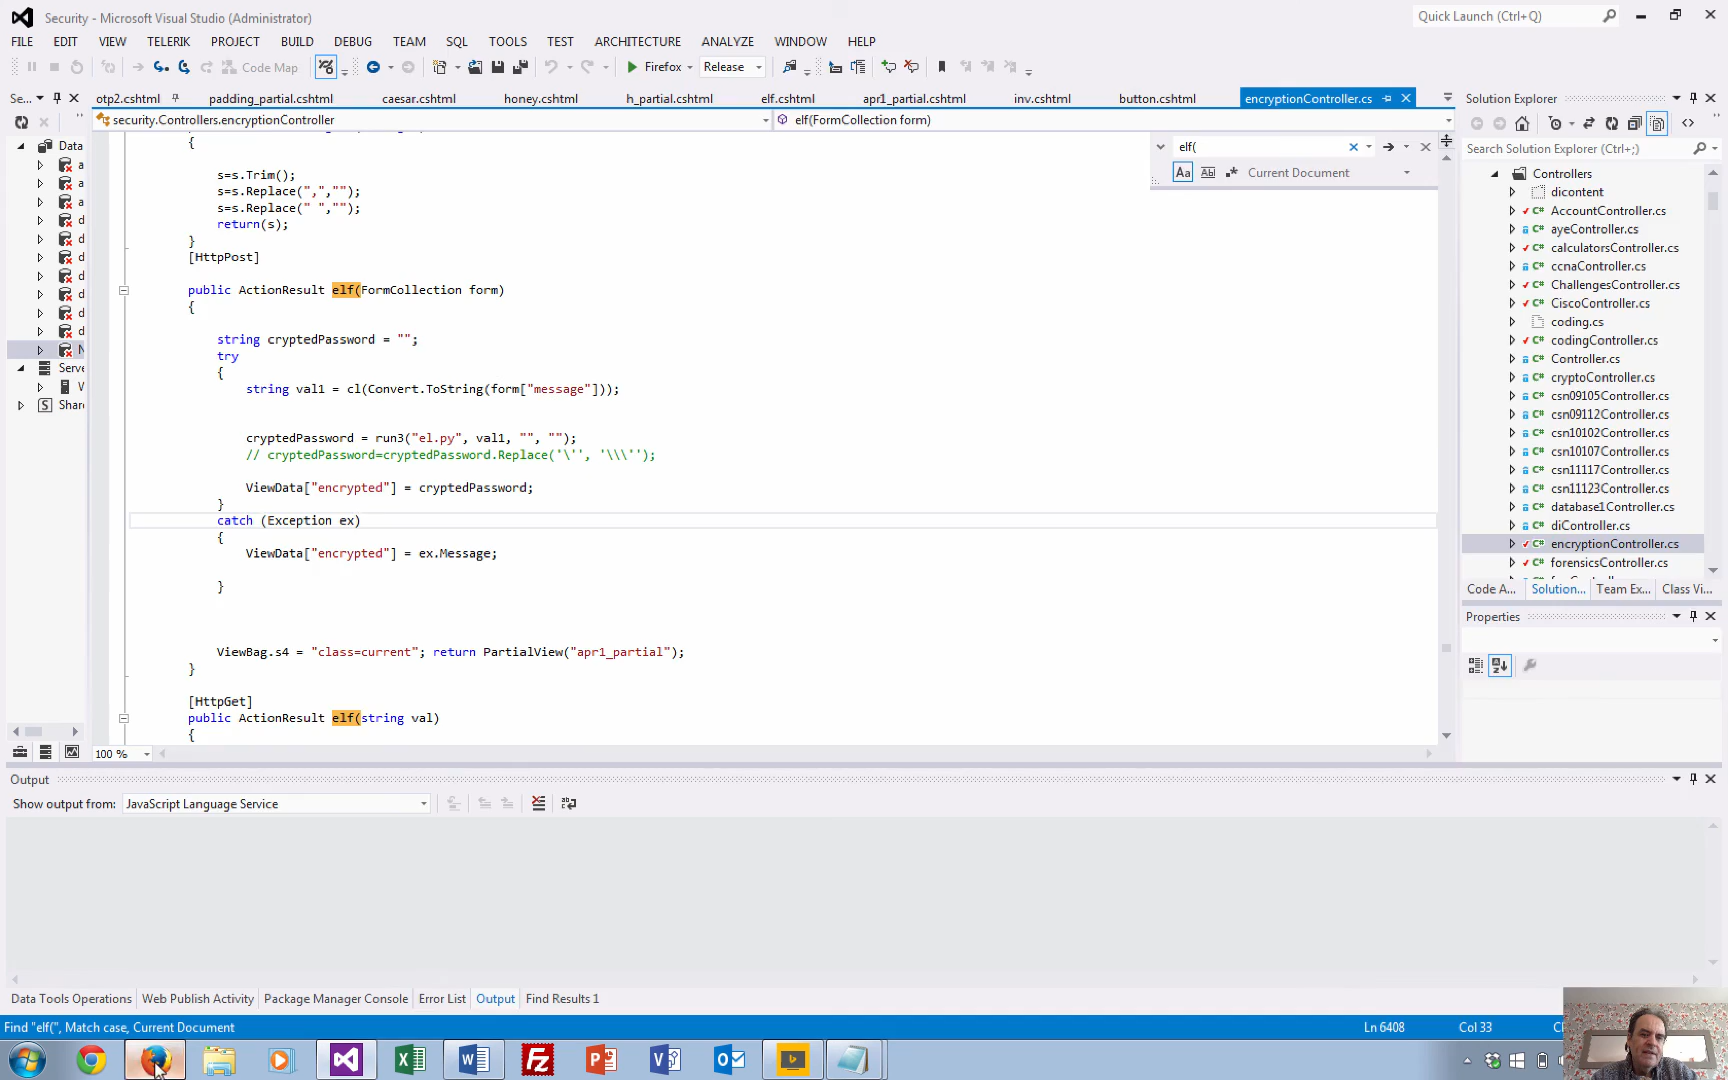 Security - Microsoft Visual Studio (Administrator)
Quick Launch (Ctrl+Q)
FILE EDIT VIEW TELERIK PROJECT BUILD DEBUG TEAM SQL TOOLS TEST ARCHITECTURE ANALYZE WINDOW HELP
Code Map Firefox Release
Se... otp2.cshtml padding_partial.cshtml caesar.cshtml honey.cshtml h_partial.cshtml elf.cshtml apr1_partial.cshtml inv.cshtml button.cshtml encryptionController.cs
security.Controllers.encryptionController elf(FormCollection form)
elf(
Aa Ab Current Document
{
s=s.Trim();
s=s.Replace(",","");
s=s.Replace(" ","");
return(s);
}
[HttpPost]
public ActionResult elf(FormCollection form)
{
string cryptedPassword = "";
try
{
string val1 = cl(Convert.ToString(form["message"]));
cryptedPassword = run3("el.py", val1, "", "");
// cryptedPassword=cryptedPassword.Replace('\'', '\\\'');
ViewData["encrypted"] = cryptedPassword;
}
catch (Exception ex)
{
ViewData["encrypted"] = ex.Message;
}
ViewBag.s4 = "class=current"; return PartialView("apr1_partial");
}
[HttpGet]
public ActionResult elf(string val)
{
100 %
Data
a
a
a
d
d
d
d
d
d
d
N
Serve
W
Shar
Solution Explorer
Search Solution Explorer (Ctrl+;)
Controllers
dicontent
AccountController.cs
ayeController.cs
calculatorsController.cs
ccnaController.cs
ChallengesController.cs
CiscoController.cs
coding.cs
codingController.cs
Controller.cs
cryptoController.cs
csn09105Controller.cs
csn09112Controller.cs
csn10102Controller.cs
csn10107Controller.cs
csn11117Controller.cs
csn11123Controller.cs
database1Controller.cs
diController.cs
encryptionController.cs
forensicsController.cs
Code A... Solution... Team Ex... Class Vi...
Properties
Output
Show output from: JavaScript Language Service
Data Tools Operations Web Publish Activity Package Manager Console Error List Output Find Results 1
Find "elf(", Match case, Current Document
Ln 6408 Col 33